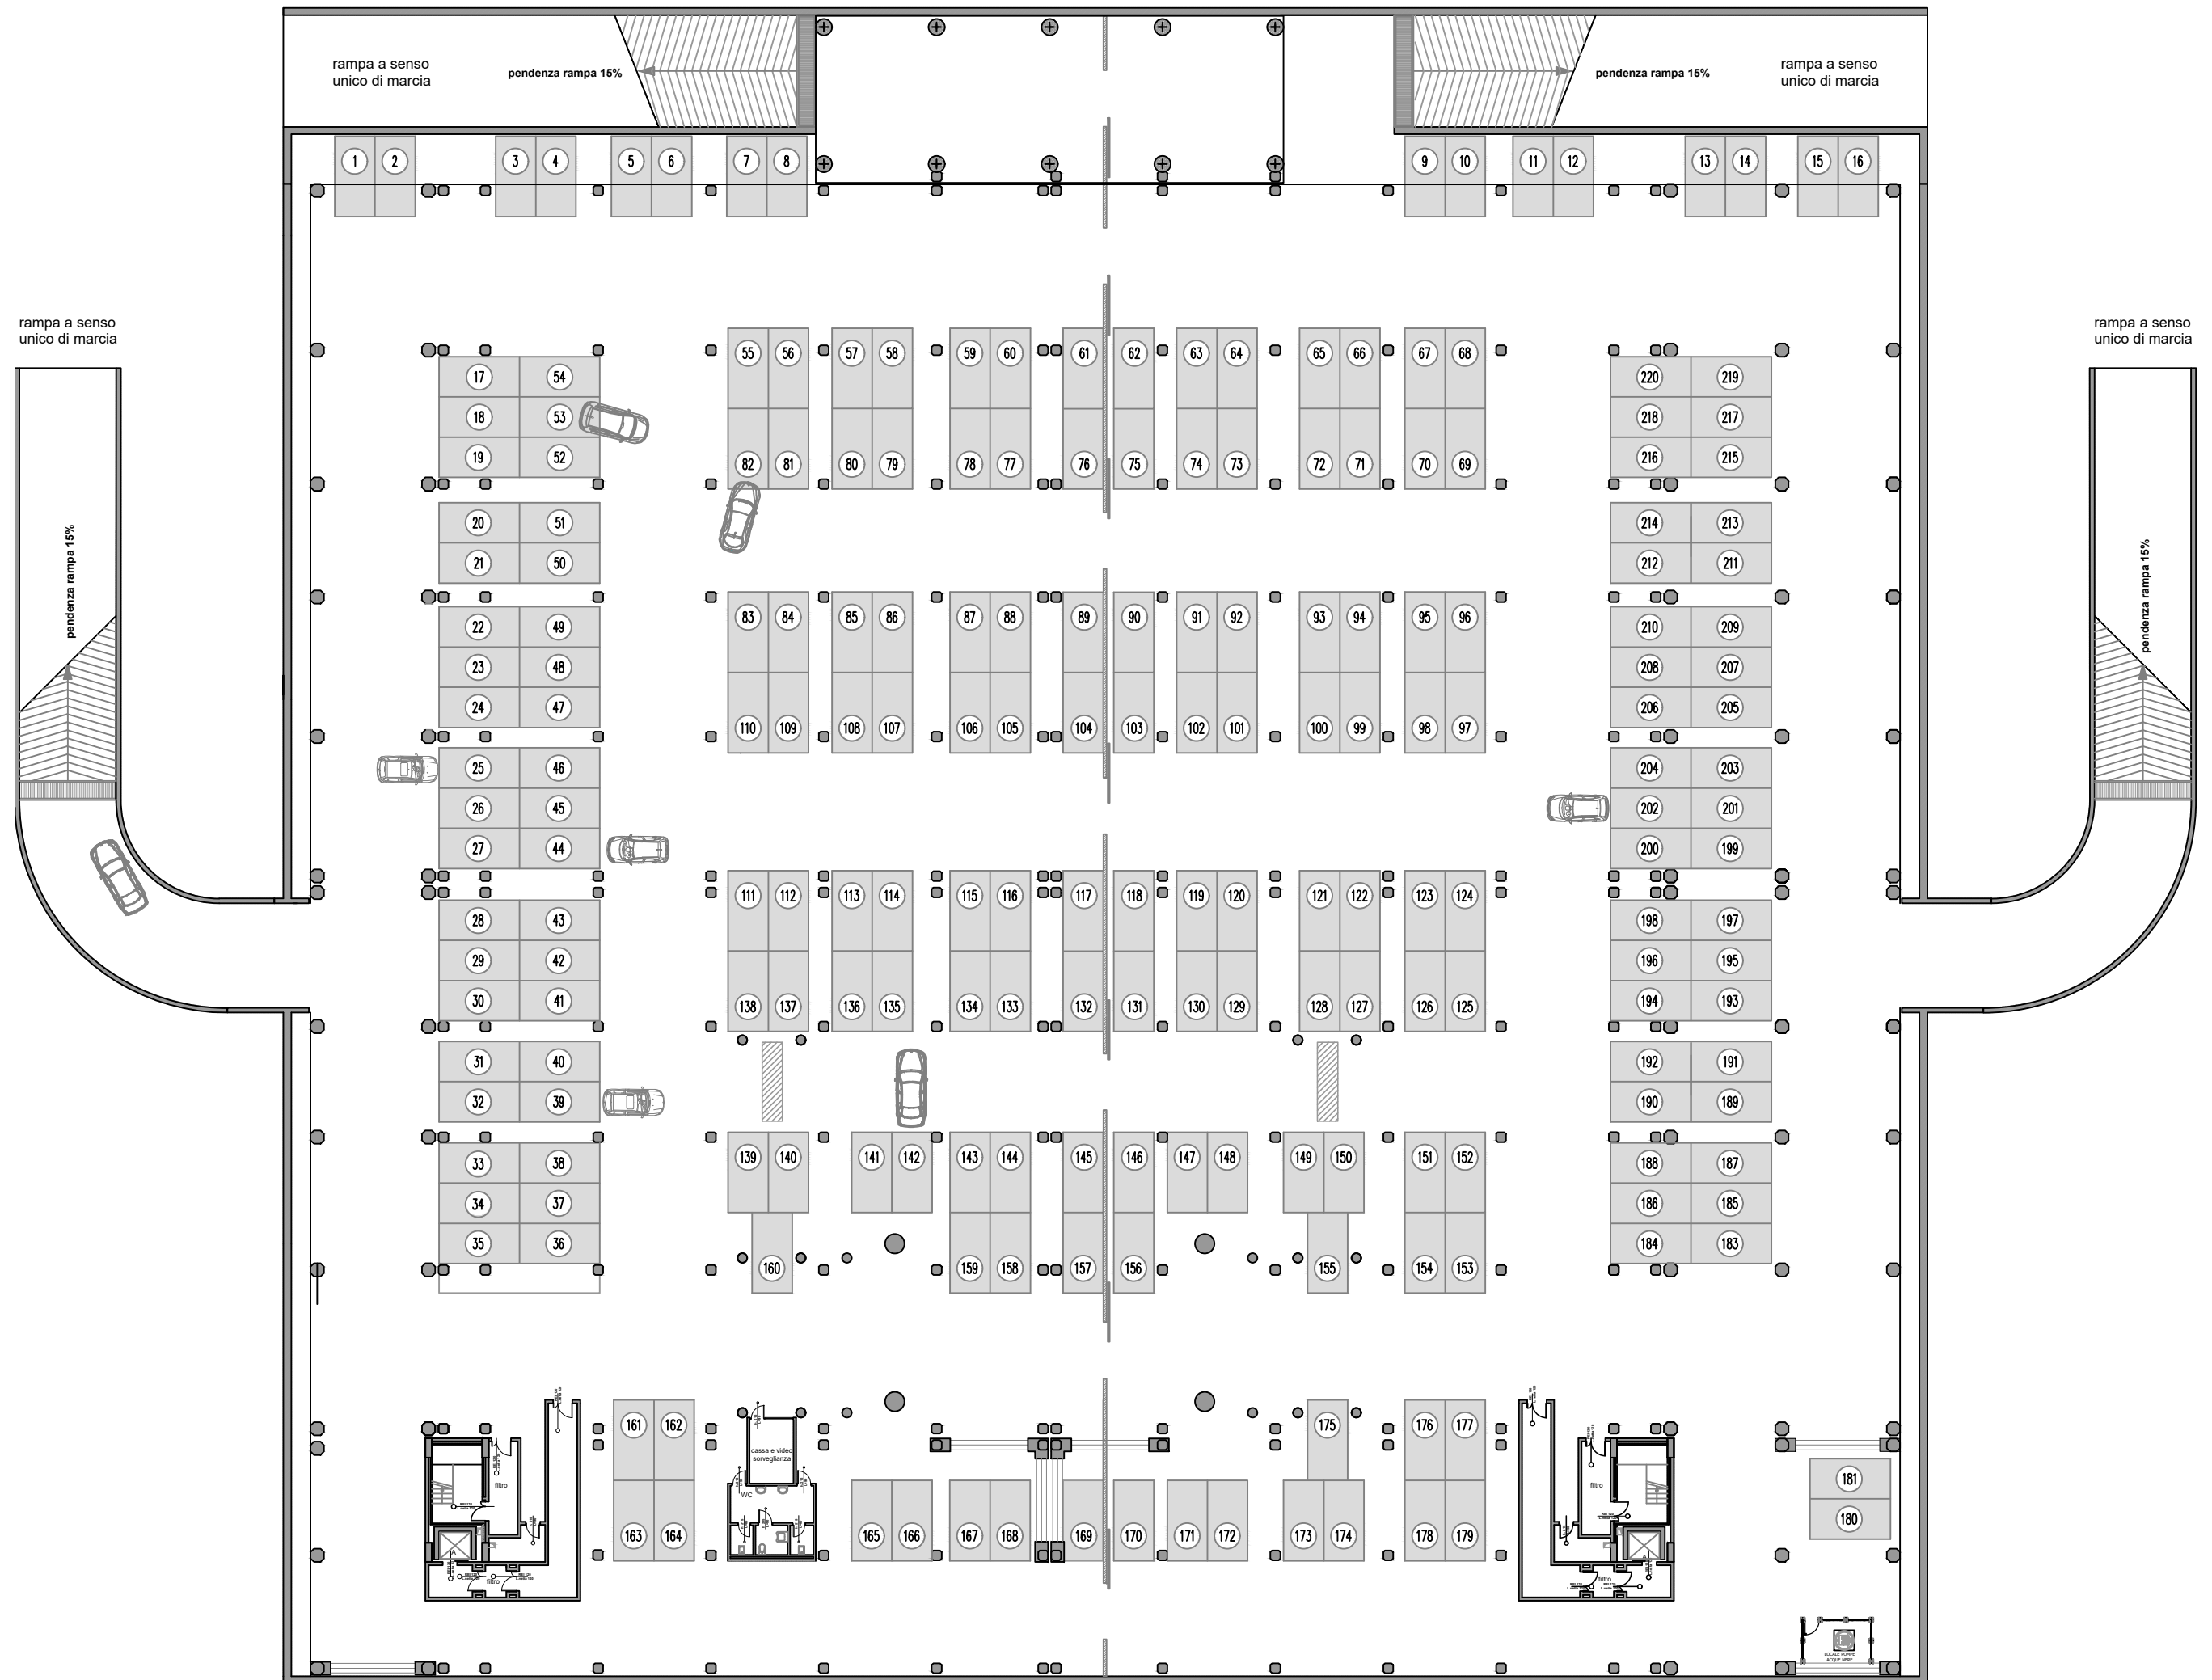 rampa a senso
unico di marcia
pendenza rampa 15%
pendenza rampa 15%
rampa a senso
unico di marcia
1 2 3 4 5 6 7 8 9 10 11 12 13 14 15 16
rampa a senso
unico di marcia
rampa a senso
unico di marcia
55 56 57 58 59 60 61 62 63 64 65 66 67 68
17 54 220 219
18 53 218 217
19 52 82 81 80 79 78 77 76 75 74 73 72 71 70 69 216 215
20 51 214 213
21 50 212 211
pendenza rampa 15%
pendenza rampa 15%
22 49 83 84 85 86 87 88 89 90 91 92 93 94 95 96 210 209
23 48 208 207
24 47 110 109 108 107 106 105 104 103 102 101 100 99 98 97 206 205
25 46 204 203
26 45 202 201
27 44 200 199
111 112 113 114 115 116 117 118 119 120 121 122 123 124
28 43 198 197
29 42 196 195
30 41 138 137 136 135 134 133 132 131 130 129 128 127 126 125 194 193
31 40 192 191
32 39 190 189
33 38 139 140 141 142 143 144 145 146 147 148 149 150 151 152 188 187
34 37 186 185
35 36 184 183
160 159 158 157 156 155 154 153
161 162 175 176 177
cassa e video
sorveglianza
181
filtro
WC
filtro
163 164 165 166 167 168 169 170 171 172 173 174 178 179 180
filtro
filtro
LOCALE POMPE
ACQUE NERE